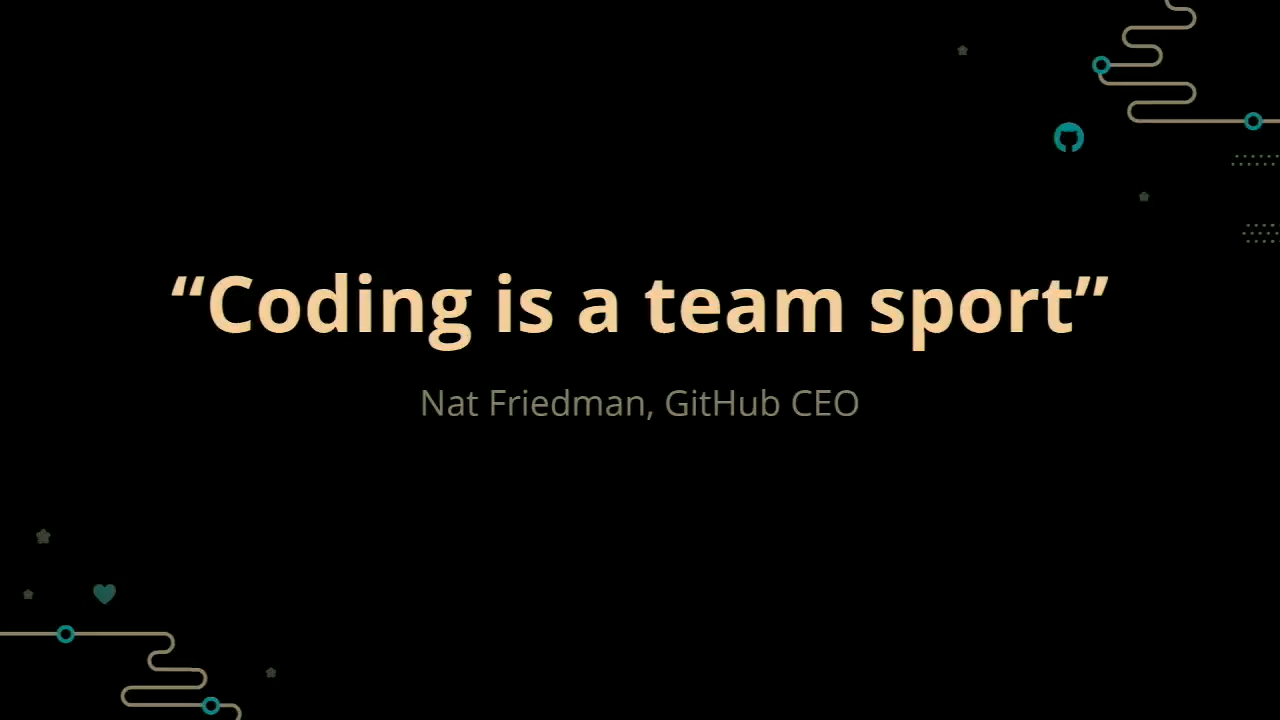 “Coding is a team sport”
Nat Friedman, GitHub CEO